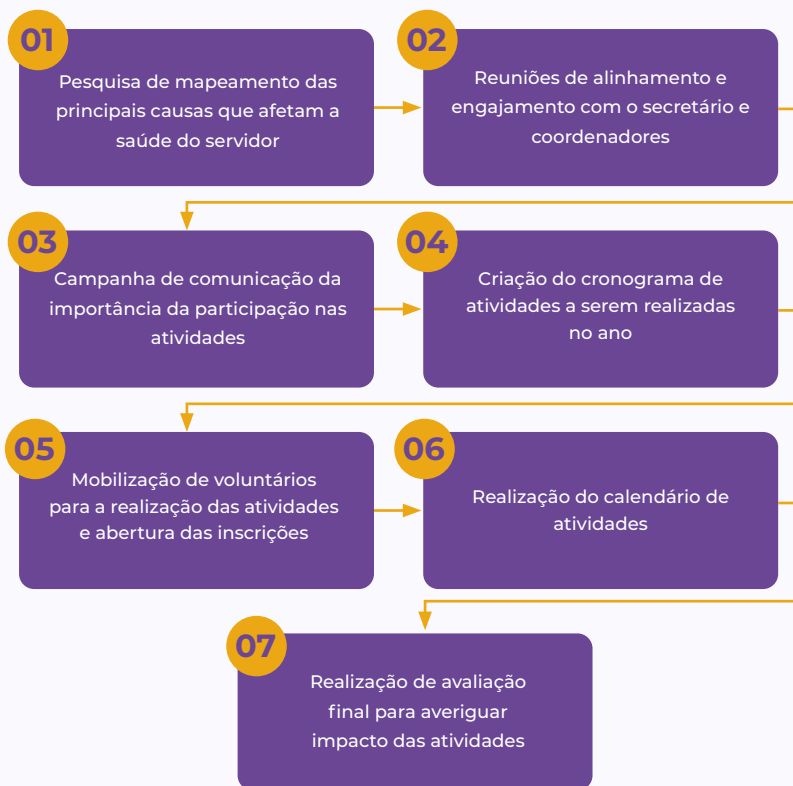 01
Pesquisa de mapeamento das
principais causas que afetam a
saúde do servidor
02
Reuniões de alinhamento e
engajamento com o secretário e
coordenadores
03
Campanha de comunicação da
importância da participação nas
atividades
04
Criação do cronograma de
atividades a serem realizadas
no ano
05
Mobilização de voluntários
para a realização das atividades
e abertura das inscrições
06
Realização do calendário de
atividades
07
Realização de avaliação
final para averiguar
impacto das atividades